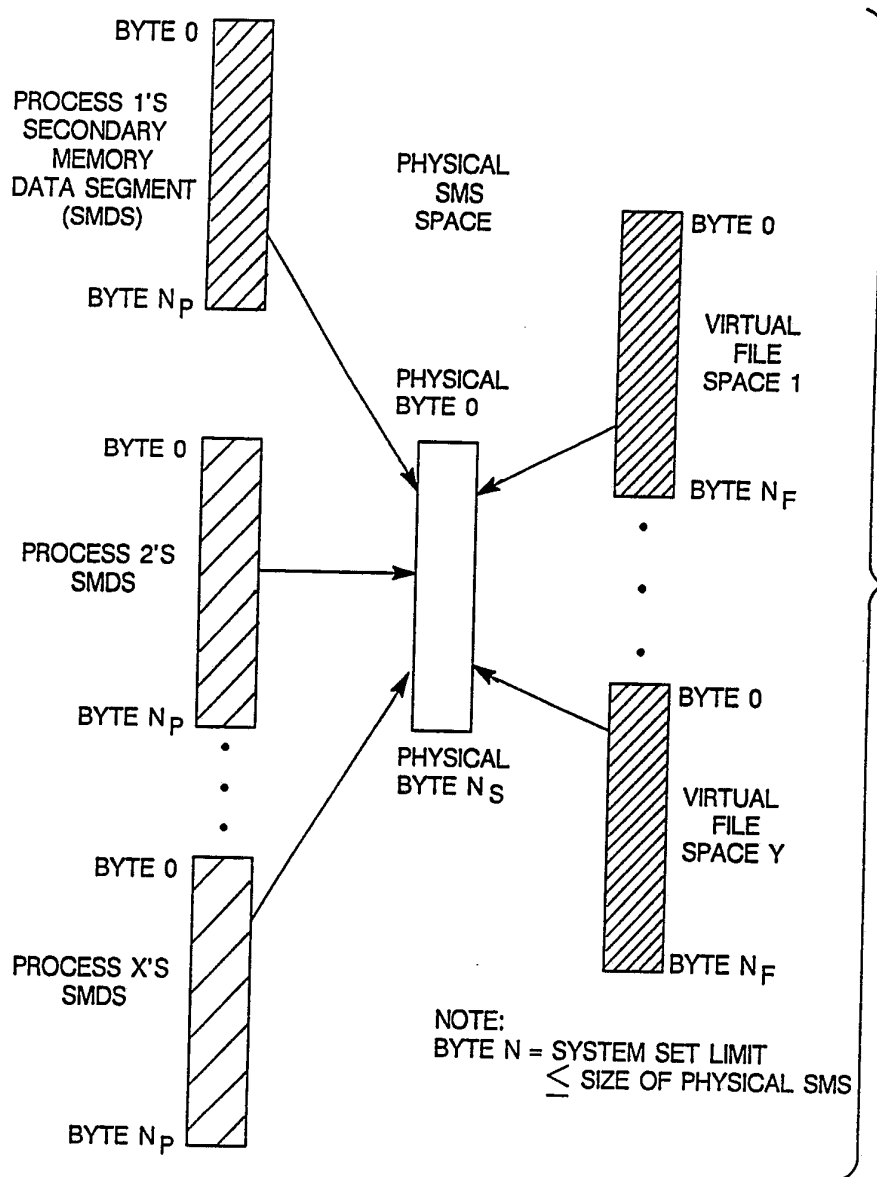 BYTE 0
PROCESS 1'S
SECONDARY
MEMORY
DATA SEGMENT
(SMDS)
BYTE N_P
PHYSICAL
SMS
SPACE
BYTE 0
VIRTUAL
FILE
SPACE 1
BYTE N_F
PHYSICAL
BYTE 0
BYTE 0
PROCESS 2'S
SMDS
BYTE N_P
PHYSICAL
BYTE N_S
BYTE 0
VIRTUAL
FILE
SPACE Y
BYTE N_F
BYTE 0
PROCESS X'S
SMDS
BYTE N_P
NOTE:
BYTE N = SYSTEM SET LIMIT
≤ SIZE OF PHYSICAL SMS